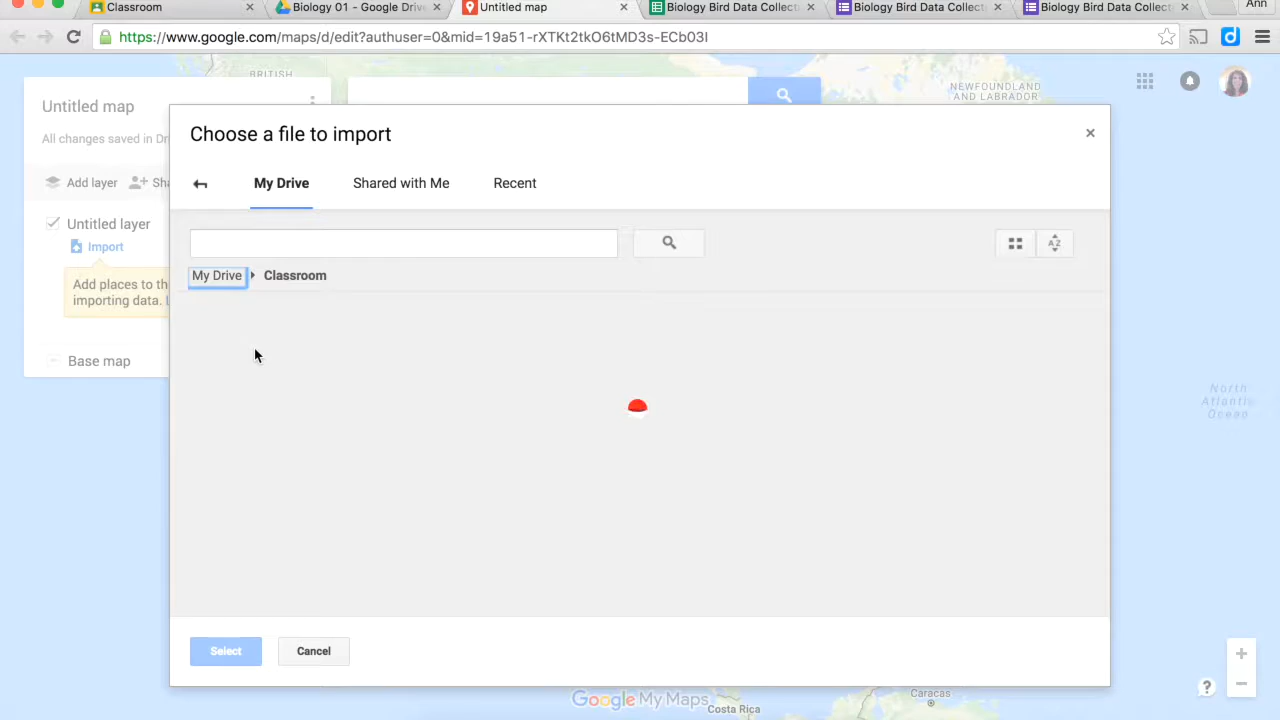 Classroom
Biology 01 - Google Drive
Untitled map
Biology Bird Data Collect
Biology Bird Data Collect
Biology Bird Data Collect
Ann
https://www.google.com/maps/d/edit?authuser=0&mid=19a51-rXTKt2tkO6tMD3s-ECb03I
BRITISH
NEWFOUNDLAND
AND LABRADOR
Untitled map
All changes saved in Dr
Add layer
Sha
Untitled layer
Import
Add places to th
importing data. L
Base map
Choose a file to import
My Drive
Shared with Me
Recent
My Drive
Classroom
Select
Cancel
North
Atlantic
Ocean
Google My Maps
Costa Rica
Caracas